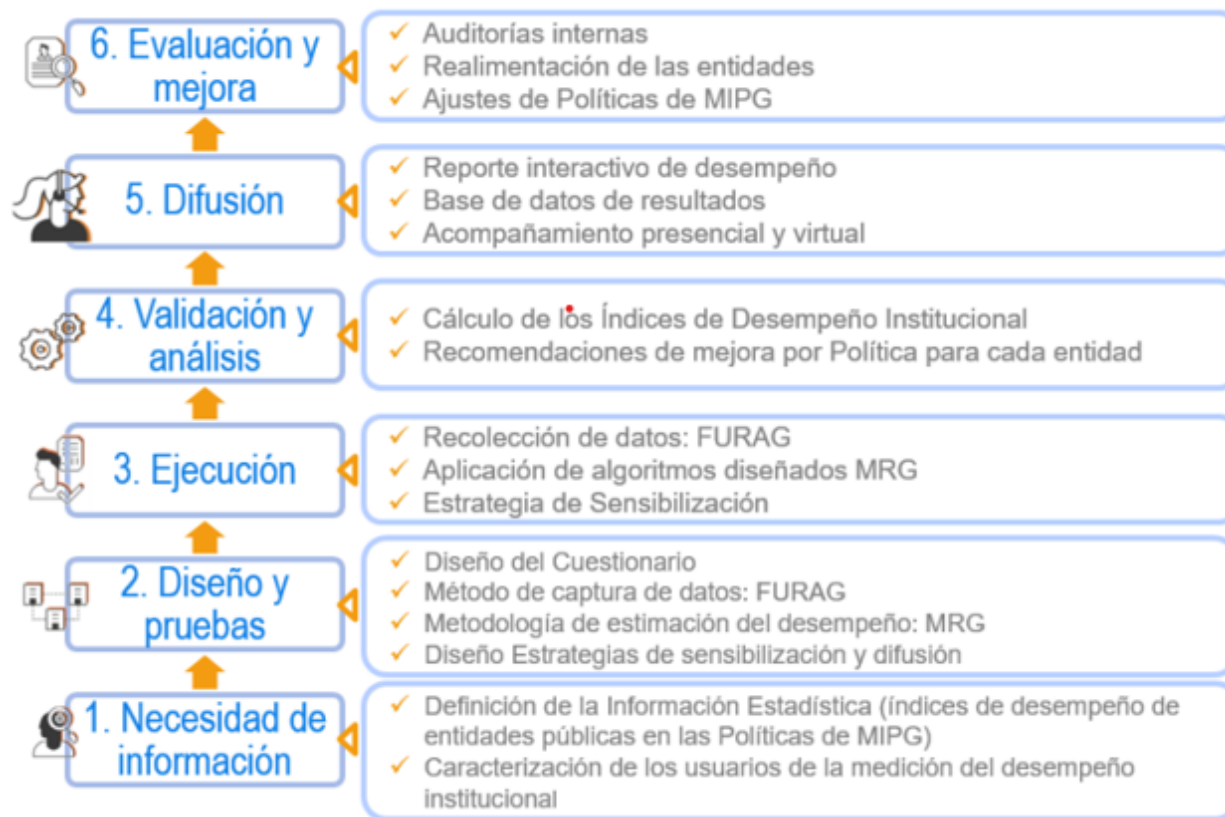 6. Evaluación y
mejora
✓ Auditorías internas
✓ Realimentación de las entidades
✓ Ajustes de Políticas de MIPG
5. Difusión
✓ Reporte interactivo de desempeño
✓ Base de datos de resultados
✓ Acompañamiento presencial y virtual
4. Validación y
análisis
✓ Cálculo de los Índices de Desempeño Institucional
✓ Recomendaciones de mejora por Política para cada entidad
3. Ejecución
✓ Recolección de datos: FURAG
✓ Aplicación de algoritmos diseñados MRG
✓ Estrategia de Sensibilización
2. Diseño y
pruebas
✓ Diseño del Cuestionario
✓ Método de captura de datos: FURAG
✓ Metodología de estimación del desempeño: MRG
✓ Diseño Estrategias de sensibilización y difusión
1. Necesidad de
información
✓ Definición de la Información Estadística (índices de desempeño de
entidades públicas en las Políticas de MIPG)
✓ Caracterización de los usuarios de la medición del desempeño
institucional